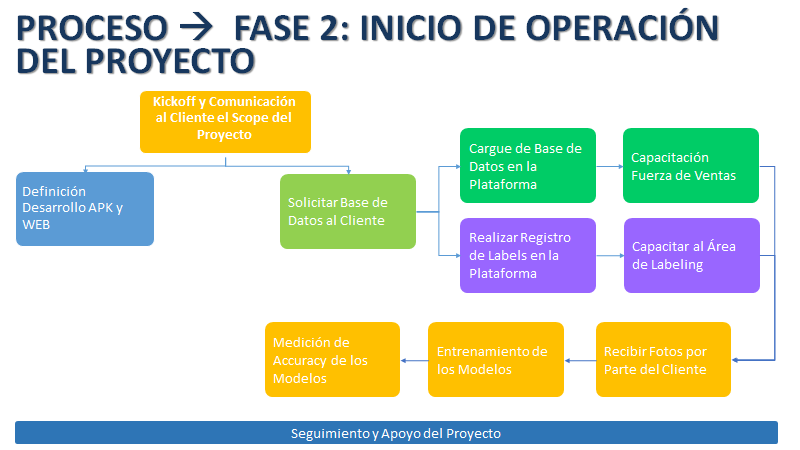 PROCESO → FASE 2: INICIO DE OPERACIÓN
DEL PROYECTO
Kickoff y Comunicación
al Cliente el Scope del
Proyecto
Definición
Desarrollo APK y
WEB
Solicitar Base de
Datos al Cliente
Cargue de Base de
Datos en la
Plataforma
Capacitación
Fuerza de Ventas
Realizar Registro
de Labels en la
Plataforma
Capacitar al Área
de Labeling
Recibir Fotos por
Parte del Cliente
Entrenamiento de
los Modelos
Medición de
Accuracy de los
Modelos
Seguimiento y Apoyo del Proyecto